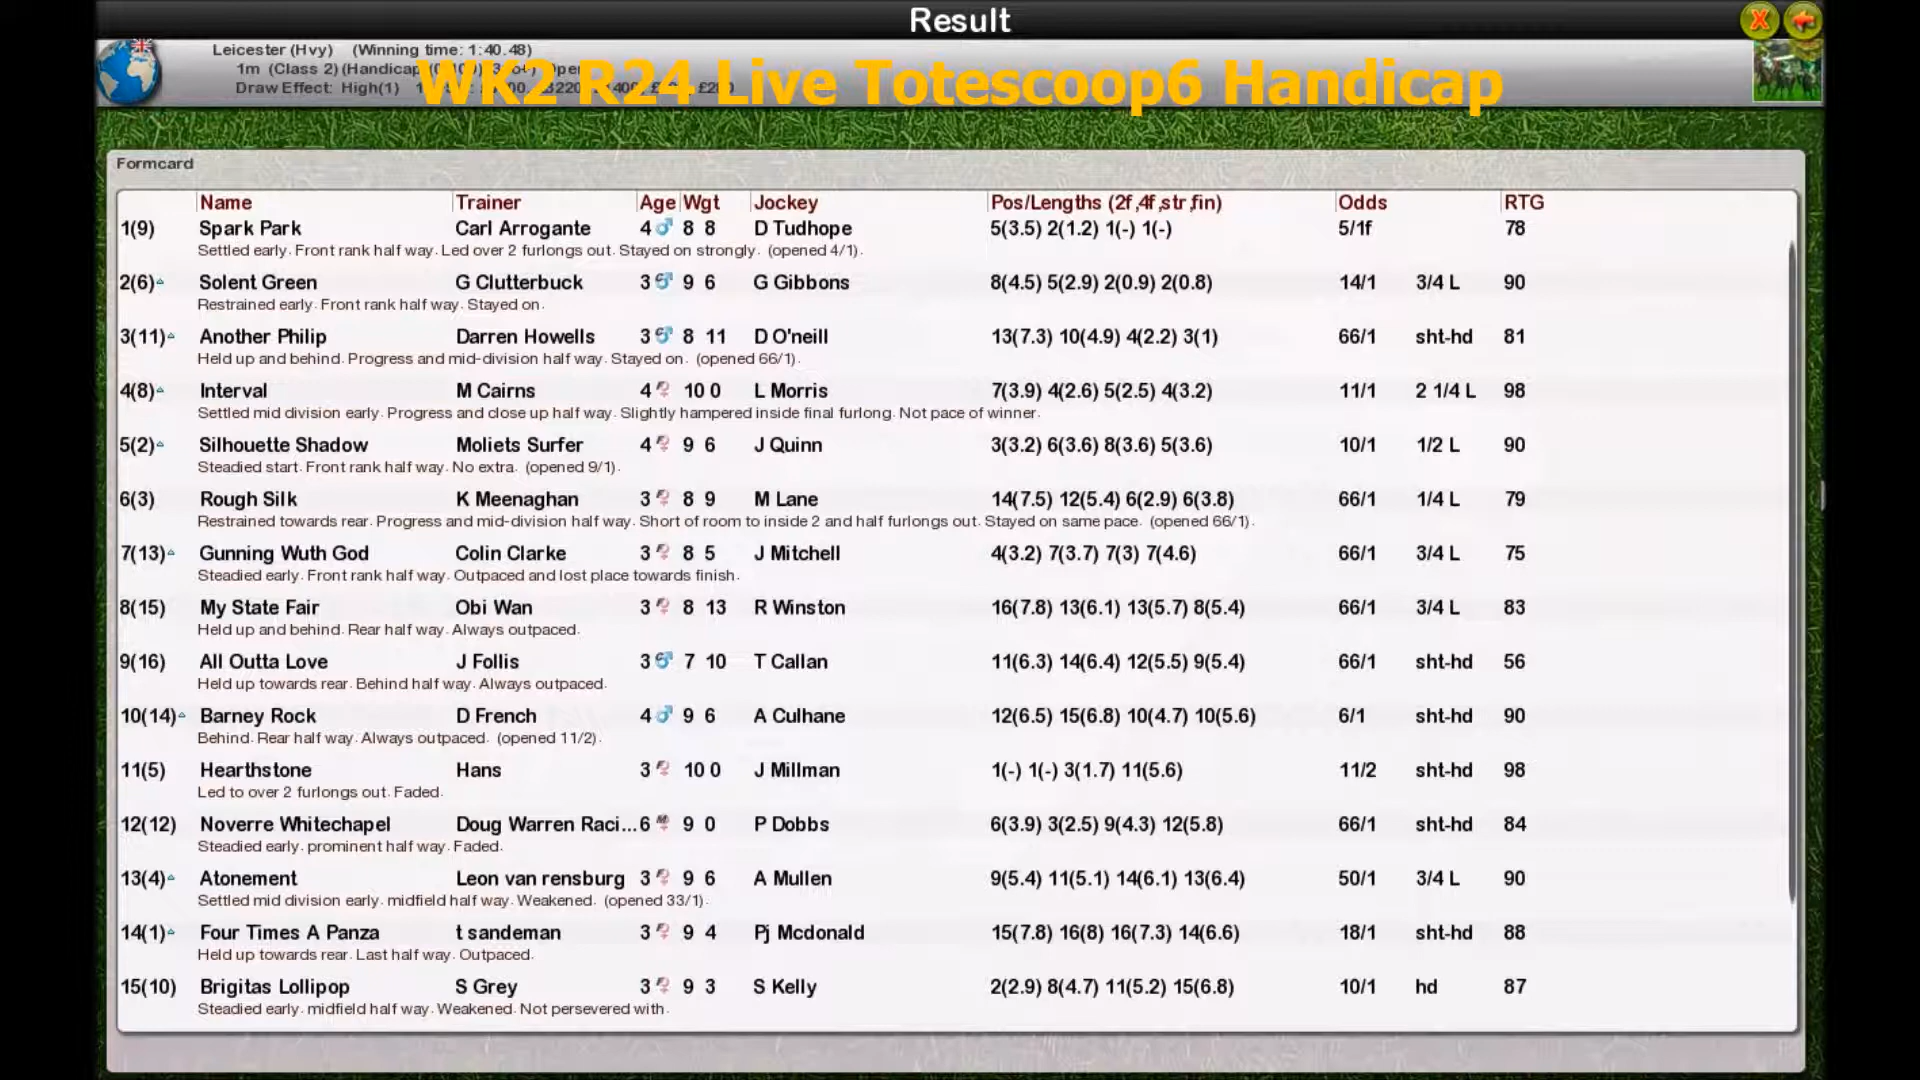 Result
Leicester (Hvy) (Winning time: 1:40.48)
1m (Class 2) (Handicap
Draw Effect: High(1)
WK2 R24 Live Totescoop6 Handicap
Formcard
Name Trainer Age Wgt Jockey Pos/Lengths (2f,4f,str,fin) Odds RTG
1(9) Spark Park Carl Arrogante 4 8 8 D Tudhope 5(3.5) 2(1.2) 1(-) 1(-) 5/1f 78
Settled early. Front rank half way. Led over 2 furlongs out. Stayed on strongly. (opened 4/1).
2(6) Solent Green G Clutterbuck 3 9 6 G Gibbons 8(4.5) 5(2.9) 2(0.9) 2(0.8) 14/1 3/4 L 90
Restrained early. Front rank half way. Stayed on.
3(11) Another Philip Darren Howells 3 8 11 D O'neill 13(7.3) 10(4.9) 4(2.2) 3(1) 66/1 sht-hd 81
Held up and behind. Progress and mid-division half way. Stayed on. (opened 66/1).
4(8) Interval M Cairns 4 10 0 L Morris 7(3.9) 4(2.6) 5(2.5) 4(3.2) 11/1 2 1/4 L 98
Settled mid division early. Progress and close up half way. Slightly hampered inside final furlong. Not pace of winner.
5(2) Silhouette Shadow Moliets Surfer 4 9 6 J Quinn 3(3.2) 6(3.6) 8(3.6) 5(3.6) 10/1 1/2 L 90
Steadied start. Front rank half way. No extra. (opened 9/1).
6(3) Rough Silk K Meenaghan 3 8 9 M Lane 14(7.5) 12(5.4) 6(2.9) 6(3.8) 66/1 1/4 L 79
Restrained towards rear. Progress and mid-division half way. Short of room to inside 2 and half furlongs out. Stayed on same pace. (opened 66/1).
7(13) Gunning Wuth God Colin Clarke 3 8 5 J Mitchell 4(3.2) 7(3.7) 7(3) 7(4.6) 66/1 3/4 L 75
Steadied early. Front rank half way. Outpaced and lost place towards finish.
8(15) My State Fair Obi Wan 3 8 13 R Winston 16(7.8) 13(6.1) 13(5.7) 8(5.4) 66/1 3/4 L 83
Held up and behind. Rear half way. Always outpaced.
9(16) All Outta Love J Follis 3 7 10 T Callan 11(6.3) 14(6.4) 12(5.5) 9(5.4) 66/1 sht-hd 56
Held up towards rear. Behind half way. Always outpaced.
10(14) Barney Rock D French 4 9 6 A Culhane 12(6.5) 15(6.8) 10(4.7) 10(5.6) 6/1 sht-hd 90
Behind. Rear half way. Always outpaced. (opened 11/2).
11(5) Hearthstone Hans 3 10 0 J Millman 1(-) 1(-) 3(1.7) 11(5.6) 11/2 sht-hd 98
Led to over 2 furlongs out. Faded.
12(12) Noverre Whitechapel Doug Warren Raci... 6 9 0 P Dobbs 6(3.9) 3(2.5) 9(4.3) 12(5.8) 66/1 sht-hd 84
Steadied early. prominent half way. Faded.
13(4) Atonement Leon van rensburg 3 9 6 A Mullen 9(5.4) 11(5.1) 14(6.1) 13(6.4) 50/1 3/4 L 90
Settled mid division early. midfield half way. Weakened. (opened 33/1).
14(1) Four Times A Panza t sandeman 3 9 4 Pj Mcdonald 15(7.8) 16(8) 16(7.3) 14(6.6) 18/1 sht-hd 88
Held up towards rear. Last half way. Outpaced.
15(10) Brigitas Lollipop S Grey 3 9 3 S Kelly 2(2.9) 8(4.7) 11(5.2) 15(6.8) 10/1 hd 87
Steadied early. midfield half way. Weakened. Not persevered with.